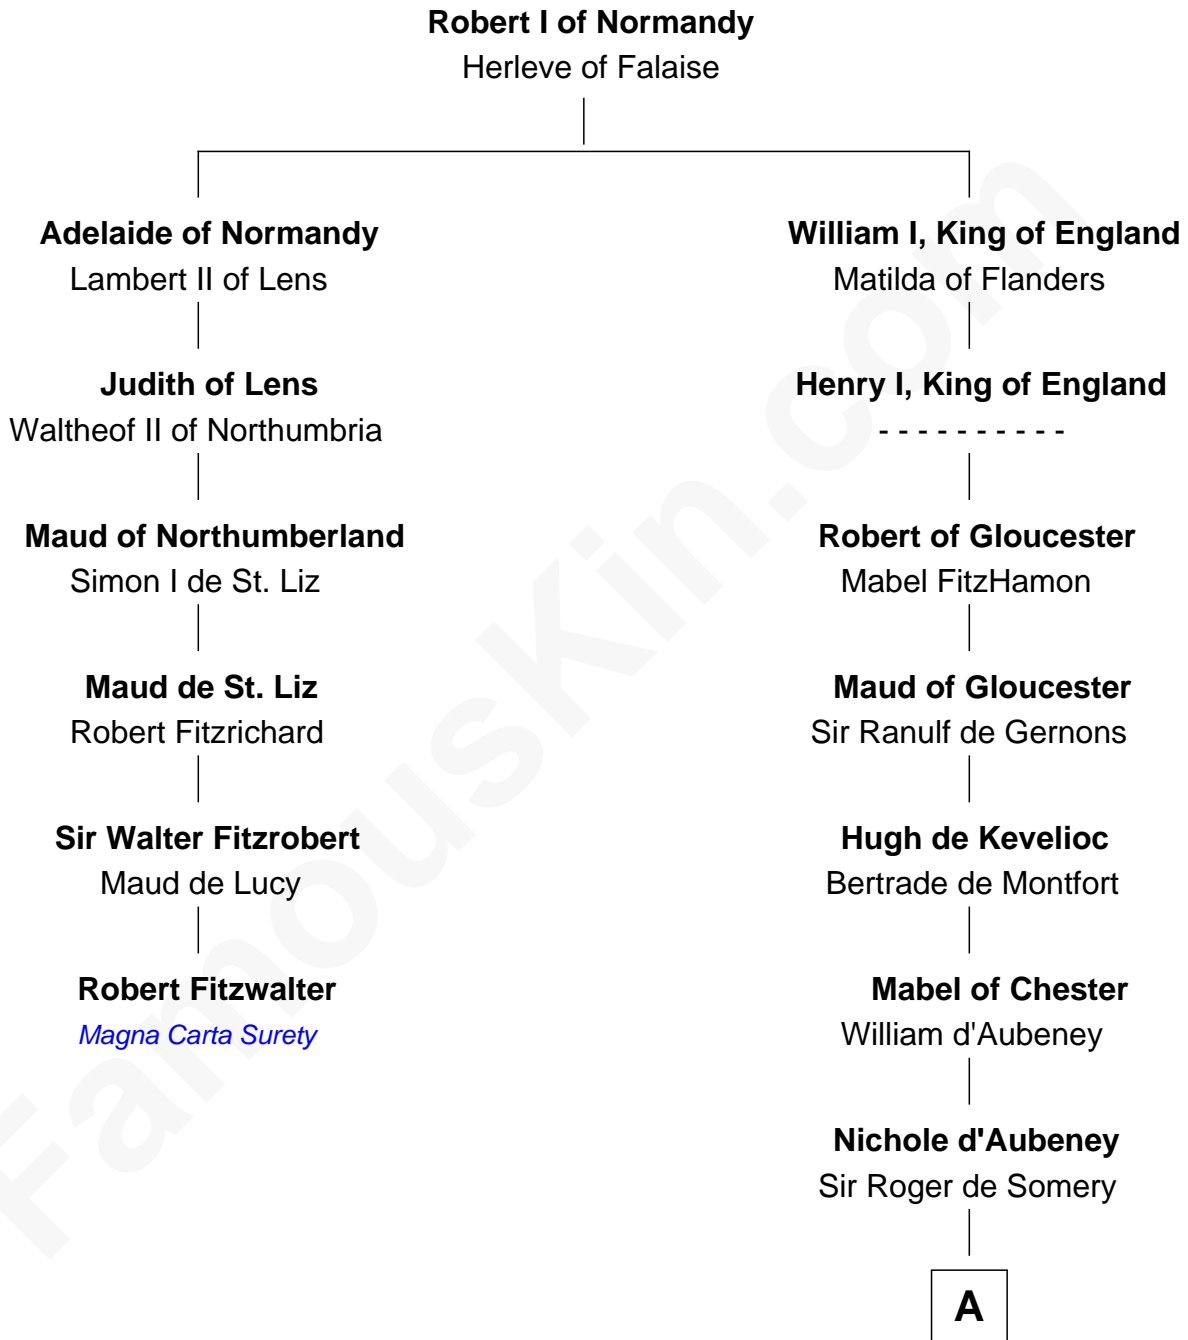 Robert I of Normandy
Herleve of Falaise
Adelaide of Normandy
Lambert II of Lens
William I, King of England
Matilda of Flanders
Judith of Lens
Waltheof II of Northumbria
Henry I, King of England
- - - - - - - - - -
Maud of Northumberland
Simon I de St. Liz
Robert of Gloucester
Mabel FitzHamon
Maud de St. Liz
Robert Fitzrichard
Maud of Gloucester
Sir Ranulf de Gernons
Sir Walter Fitzrobert
Maud de Lucy
Hugh de Kevelioc
Bertrade de Montfort
Robert Fitzwalter
Magna Carta Surety
Mabel of Chester
William d'Aubeney
Nichole d'Aubeney
Sir Roger de Somery
A
FamousKin.com